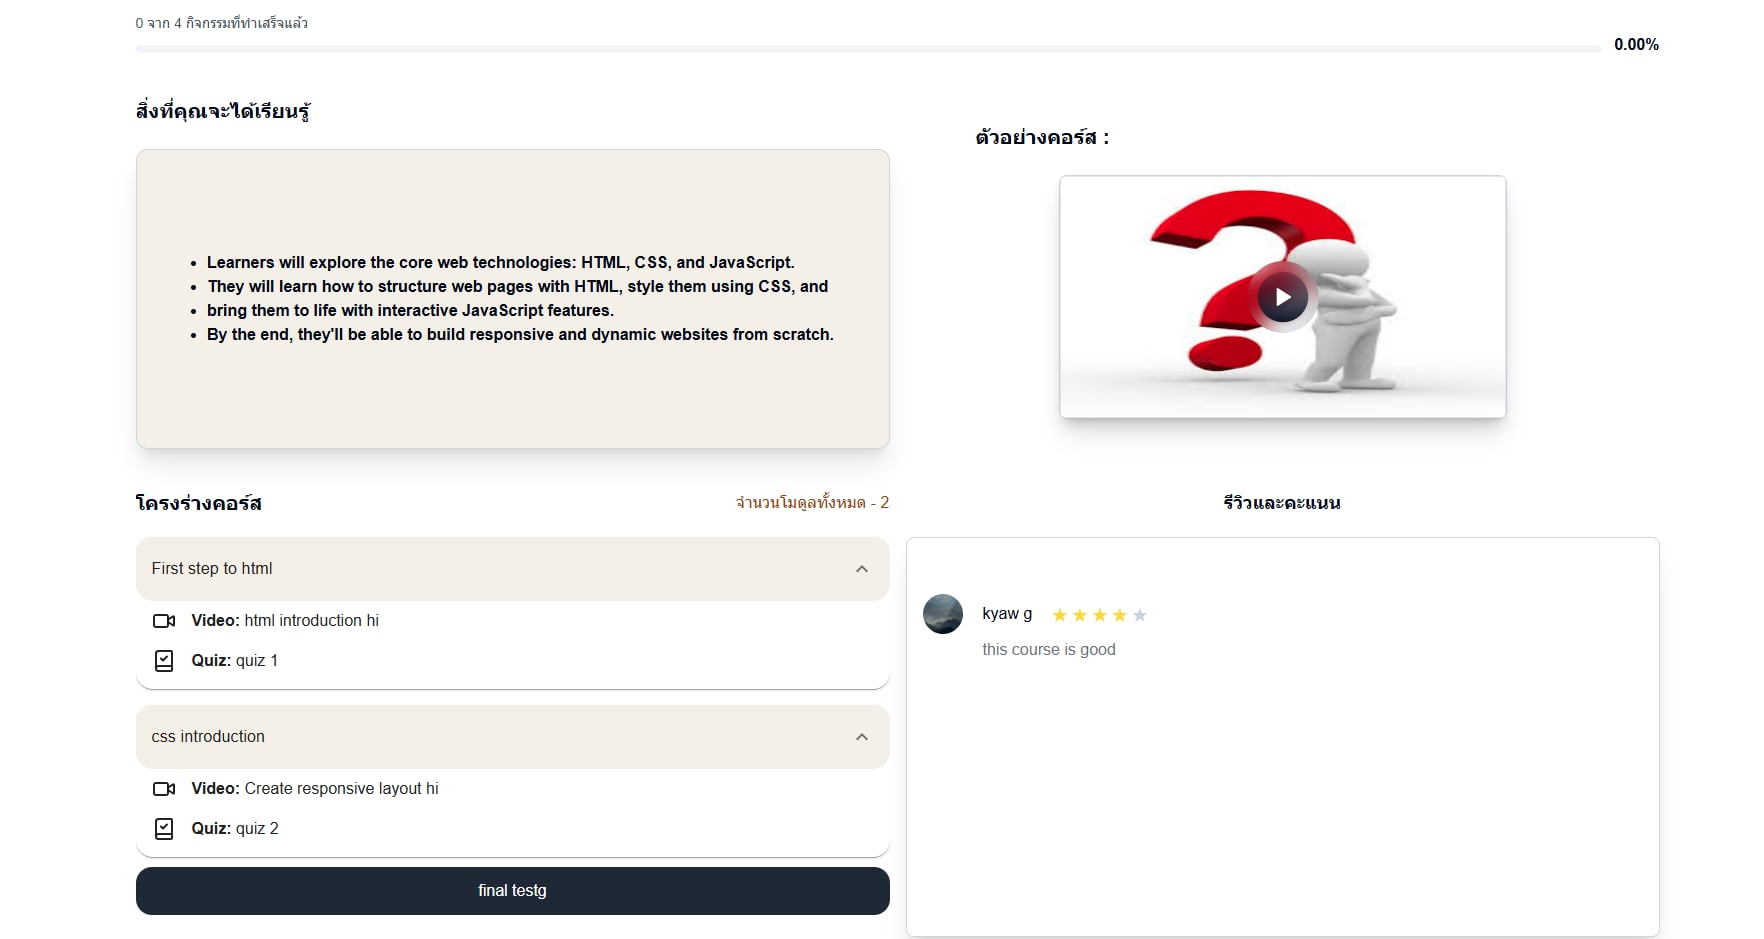 0 จาก 4 กิจกรรมที่ทำเสร็จแล้ว
0.00%
สิ่งที่คุณจะได้เรียนรู้
ตัวอย่างคอร์ส :
Learners will explore the core web technologies: HTML, CSS, and JavaScript.
They will learn how to structure web pages with HTML, style them using CSS, and
bring them to life with interactive JavaScript features.
By the end, they'll be able to build responsive and dynamic websites from scratch.
โครงร่างคอร์ส
จำนวนโมดูลทั้งหมด - 2
First step to html
Video: html introduction hi
Quiz: quiz 1
css introduction
Video: Create responsive layout hi
Quiz: quiz 2
final testg
รีวิวและคะแนน
kyaw g
this course is good